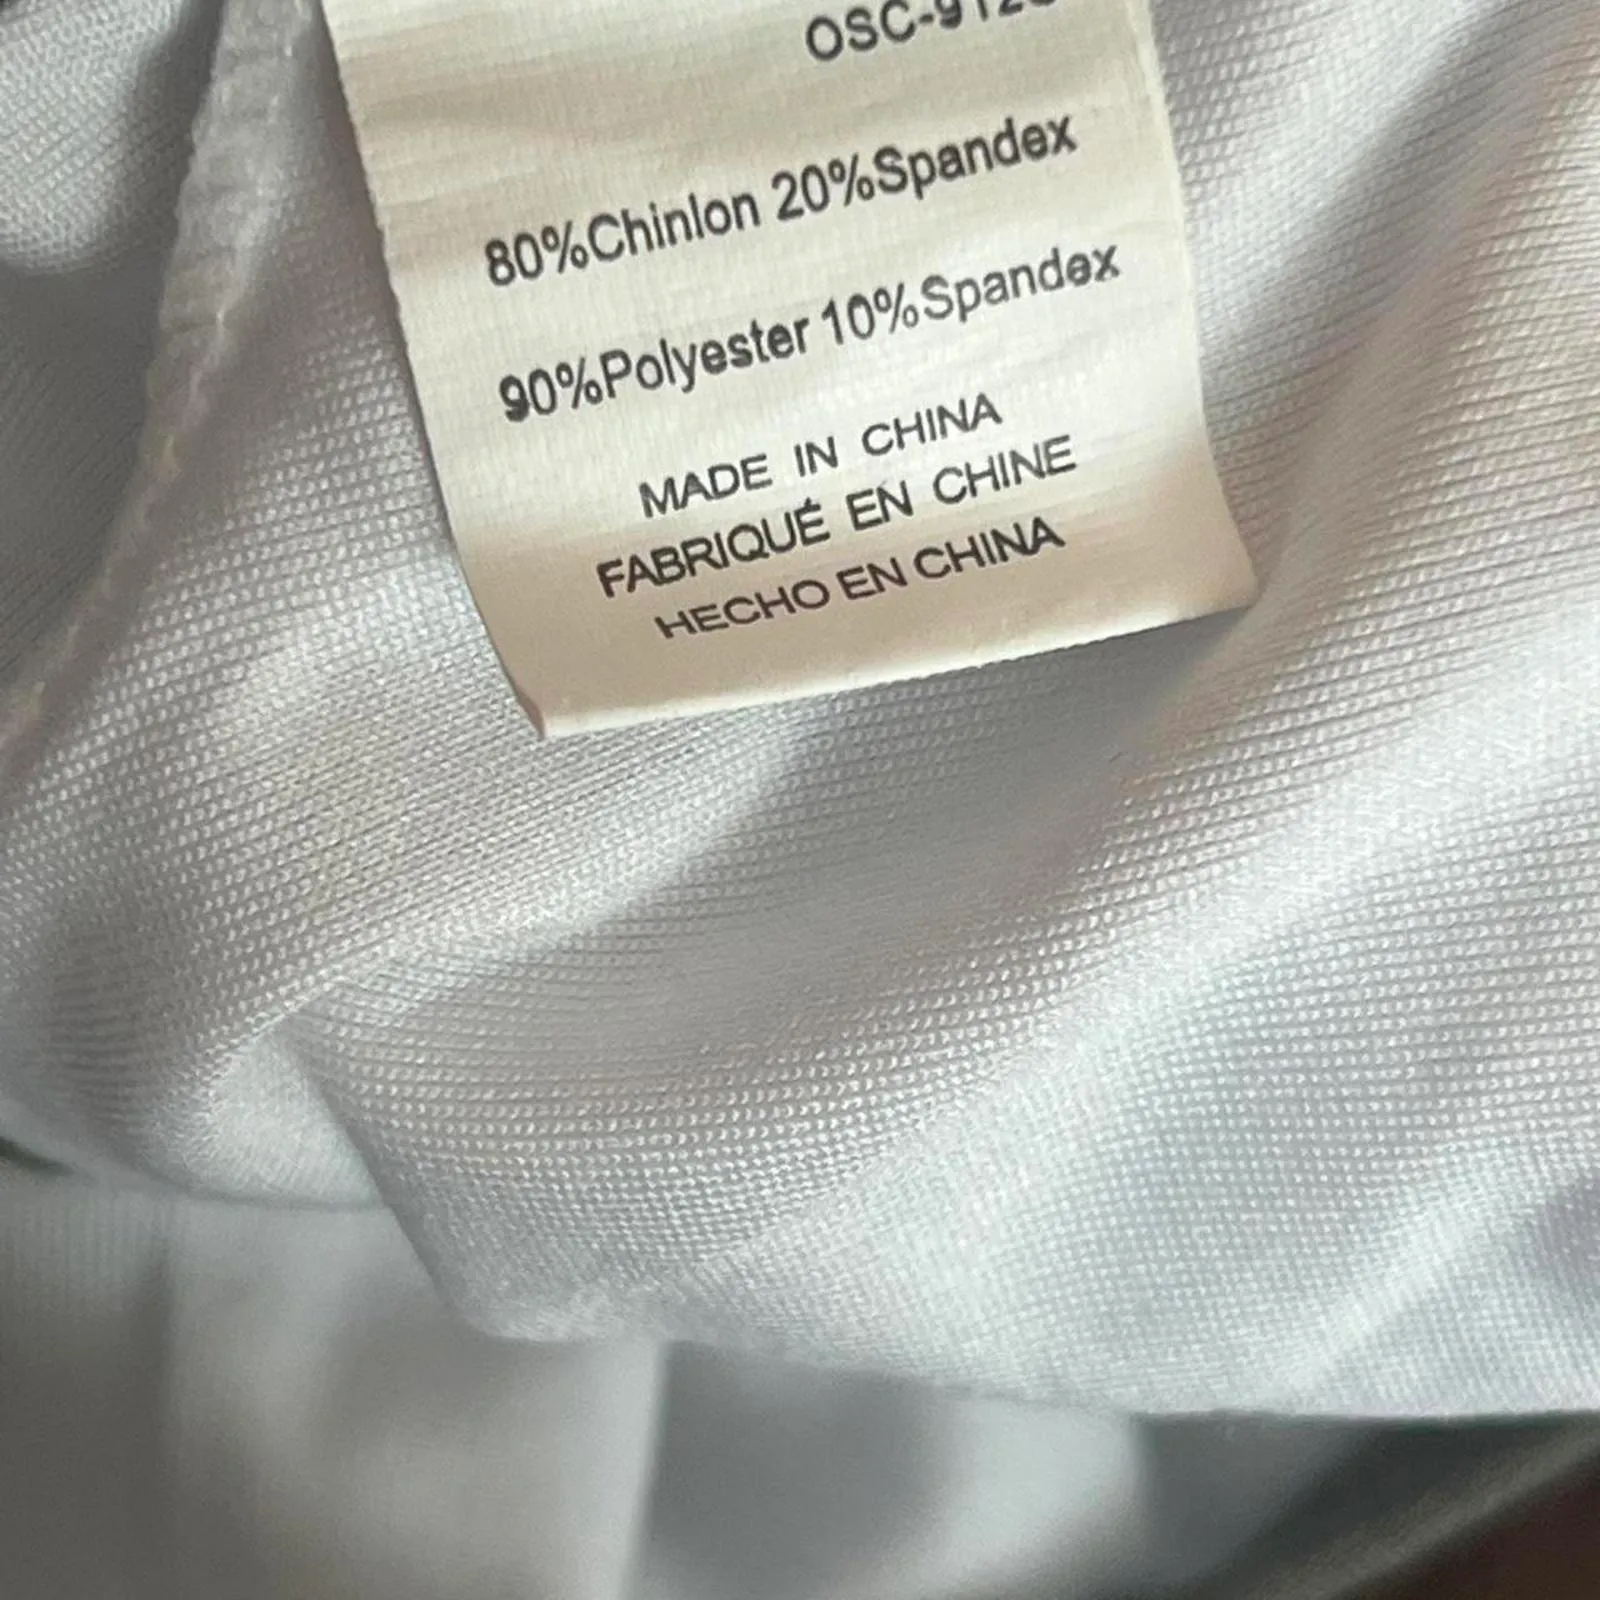 80%Chinlon 20%Spandex
90%Polyester 10%Spandex
MADE IN CHINA
FABRIQUÉ EN CHINE
HECHO EN CHINA